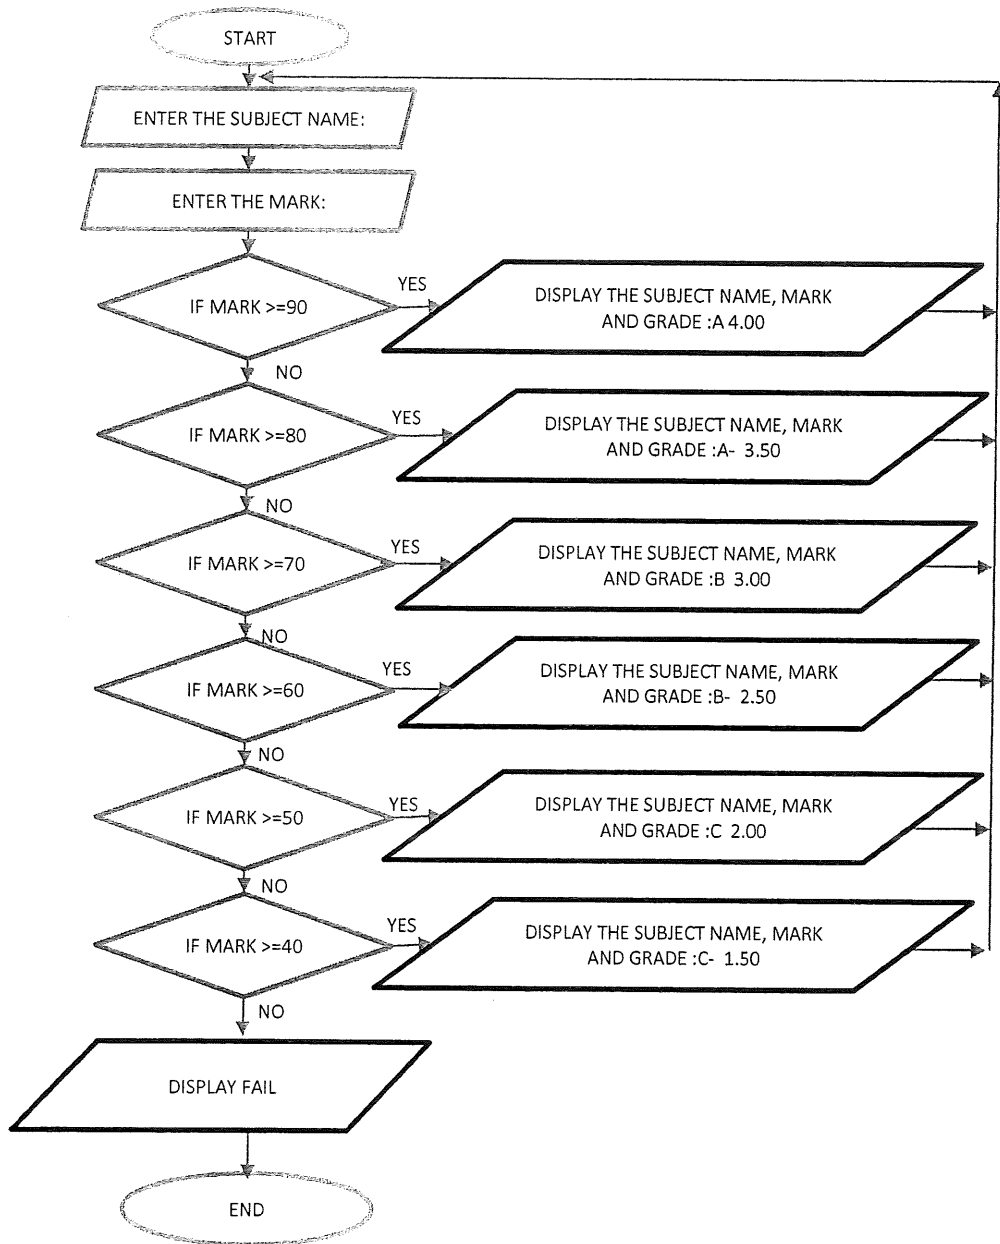 START
ENTER THE SUBJECT NAME:
ENTER THE MARK:
IF MARK >=90
YES
DISPLAY THE SUBJECT NAME, MARK
AND GRADE :A 4.00
NO
IF MARK >=80
YES
DISPLAY THE SUBJECT NAME, MARK
AND GRADE :A- 3.50
NO
IF MARK >=70
YES
DISPLAY THE SUBJECT NAME, MARK
AND GRADE :B 3.00
NO
IF MARK >=60
YES
DISPLAY THE SUBJECT NAME, MARK
AND GRADE :B- 2.50
NO
IF MARK >=50
YES
DISPLAY THE SUBJECT NAME, MARK
AND GRADE :C 2.00
NO
IF MARK >=40
YES
DISPLAY THE SUBJECT NAME, MARK
AND GRADE :C- 1.50
NO
DISPLAY FAIL
END